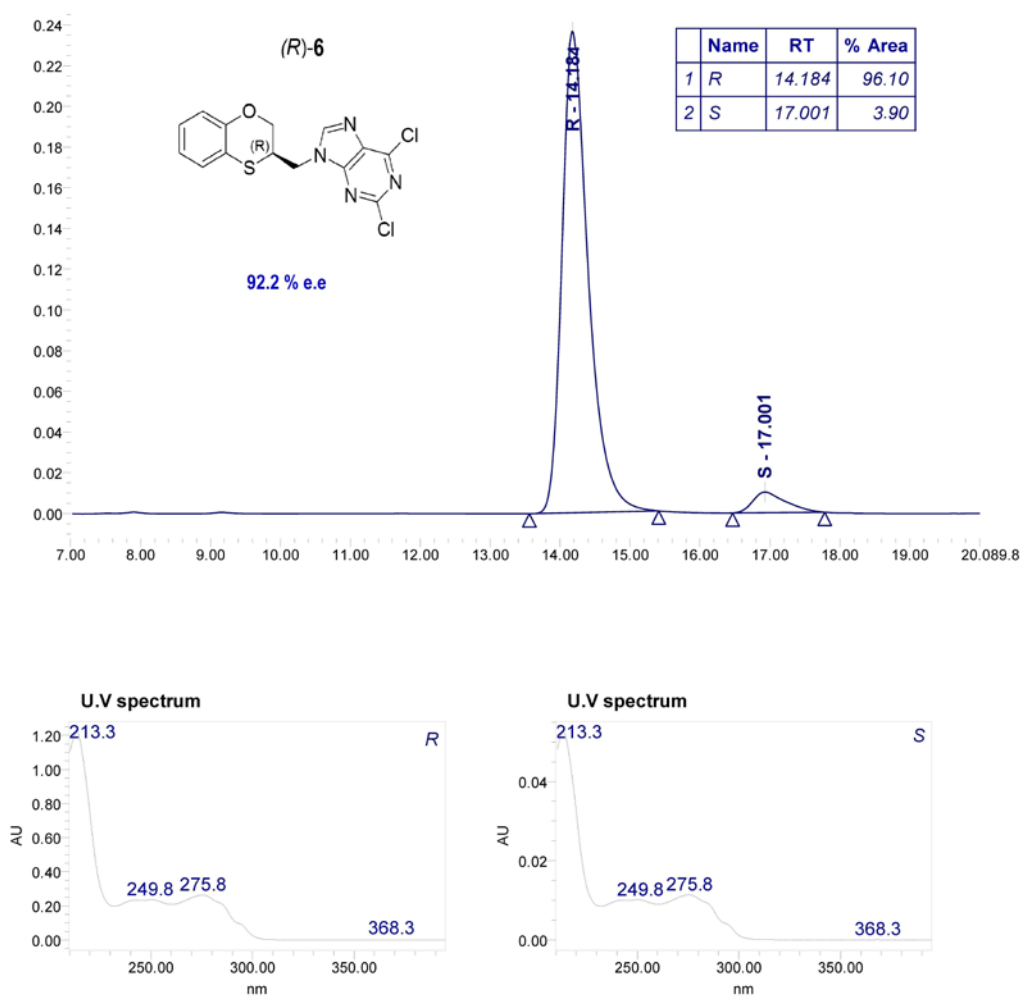 (R)-6
Name RT % Area
1 R 14.184 96.10
2 S 17.001 3.90
0.24
0.22
0.20
0.18
0.16
0.14
0.12
0.10
0.08
0.06
0.04
0.02
0.00
O
(R)
S
N
N
N
N
Cl
Cl
92.2 % e.e
R - 14.184
S - 17.001
7.00 8.00 9.00 10.00 11.00 12.00 13.00 14.00 15.00 16.00 17.00 18.00 19.00 20.089.8
U.V spectrum
213.3
R
1.20
1.00
0.80
0.60
0.40
0.20
0.00
AU
249.8 275.8
368.3
250.00 300.00 350.00
nm
U.V spectrum
213.3
S
0.04
0.02
0.00
AU
249.8 275.8
368.3
250.00 300.00 350.00
nm